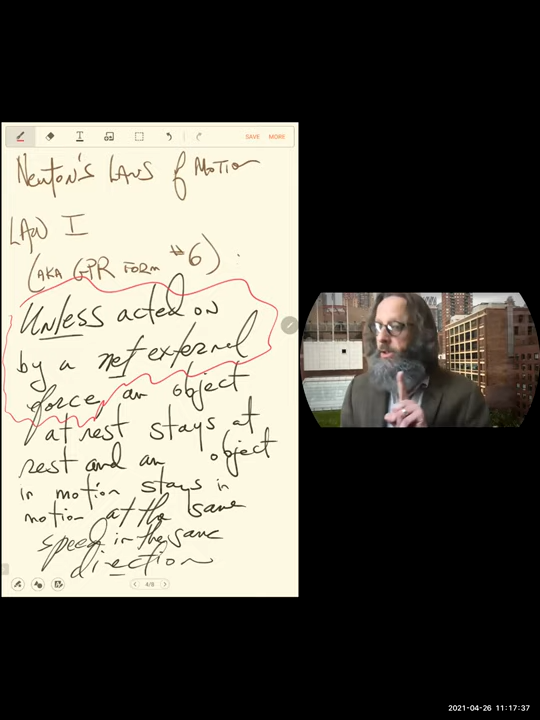 SAVE MORE
NEWTON'S LAWS of MOTION
LAW I
(AKA GPR FORM #6).
UNLESS acted on
by a net external
force, an object
at rest stays at
rest and an object
in motion stays in
motion at the same
speed in the same
direction
4/8
2021-04-26 11:17:37